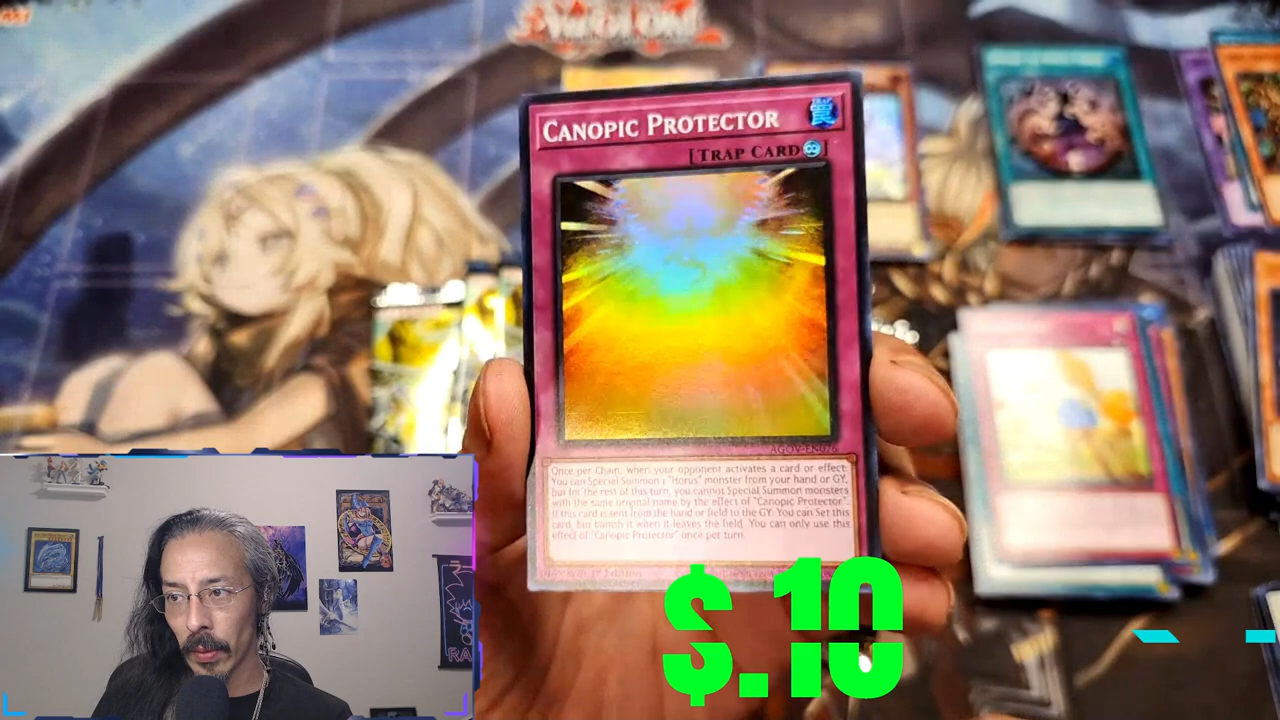 CANOPIC PROTECTOR
[TRAP CARD
AGOV-EN076
Once per Chain, when your opponent activates a card or effect:
You can Special Summon 1 "Horus" monster from your hand or GY,
but for the rest of this turn, you cannot Special Summon monsters
with the same original name by the effect of "Canopic Protector".
If this card is sent from the hand or field to the GY: You can Set this
card, but banish it when it leaves the field. You can only use this
effect of "Canopic Protector" once per turn.
1st Edition
$.10
RA